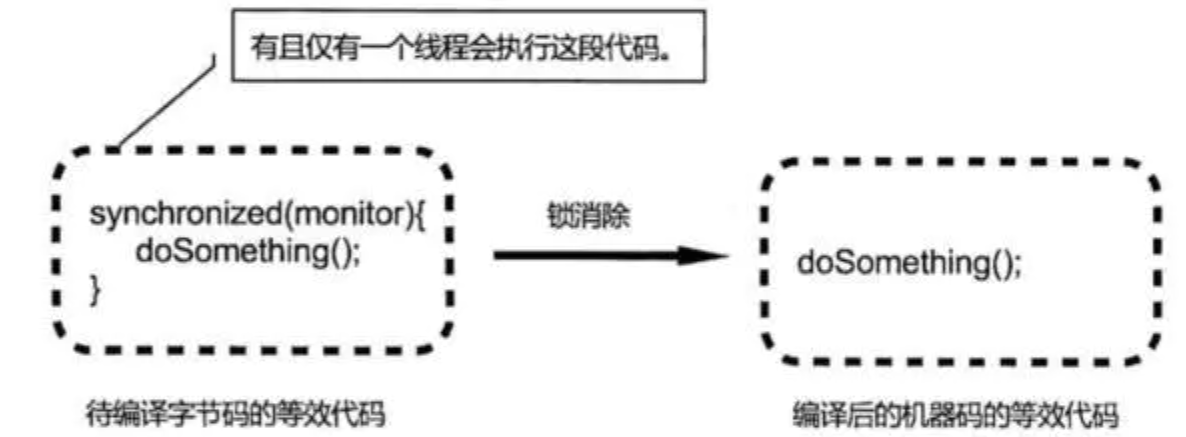 有且仅有一个线程会执行这段代码。
synchronized(monitor){
doSomething();
}
锁消除
doSomething();
待编译字节码的等效代码
编译后的机器码的等效代码